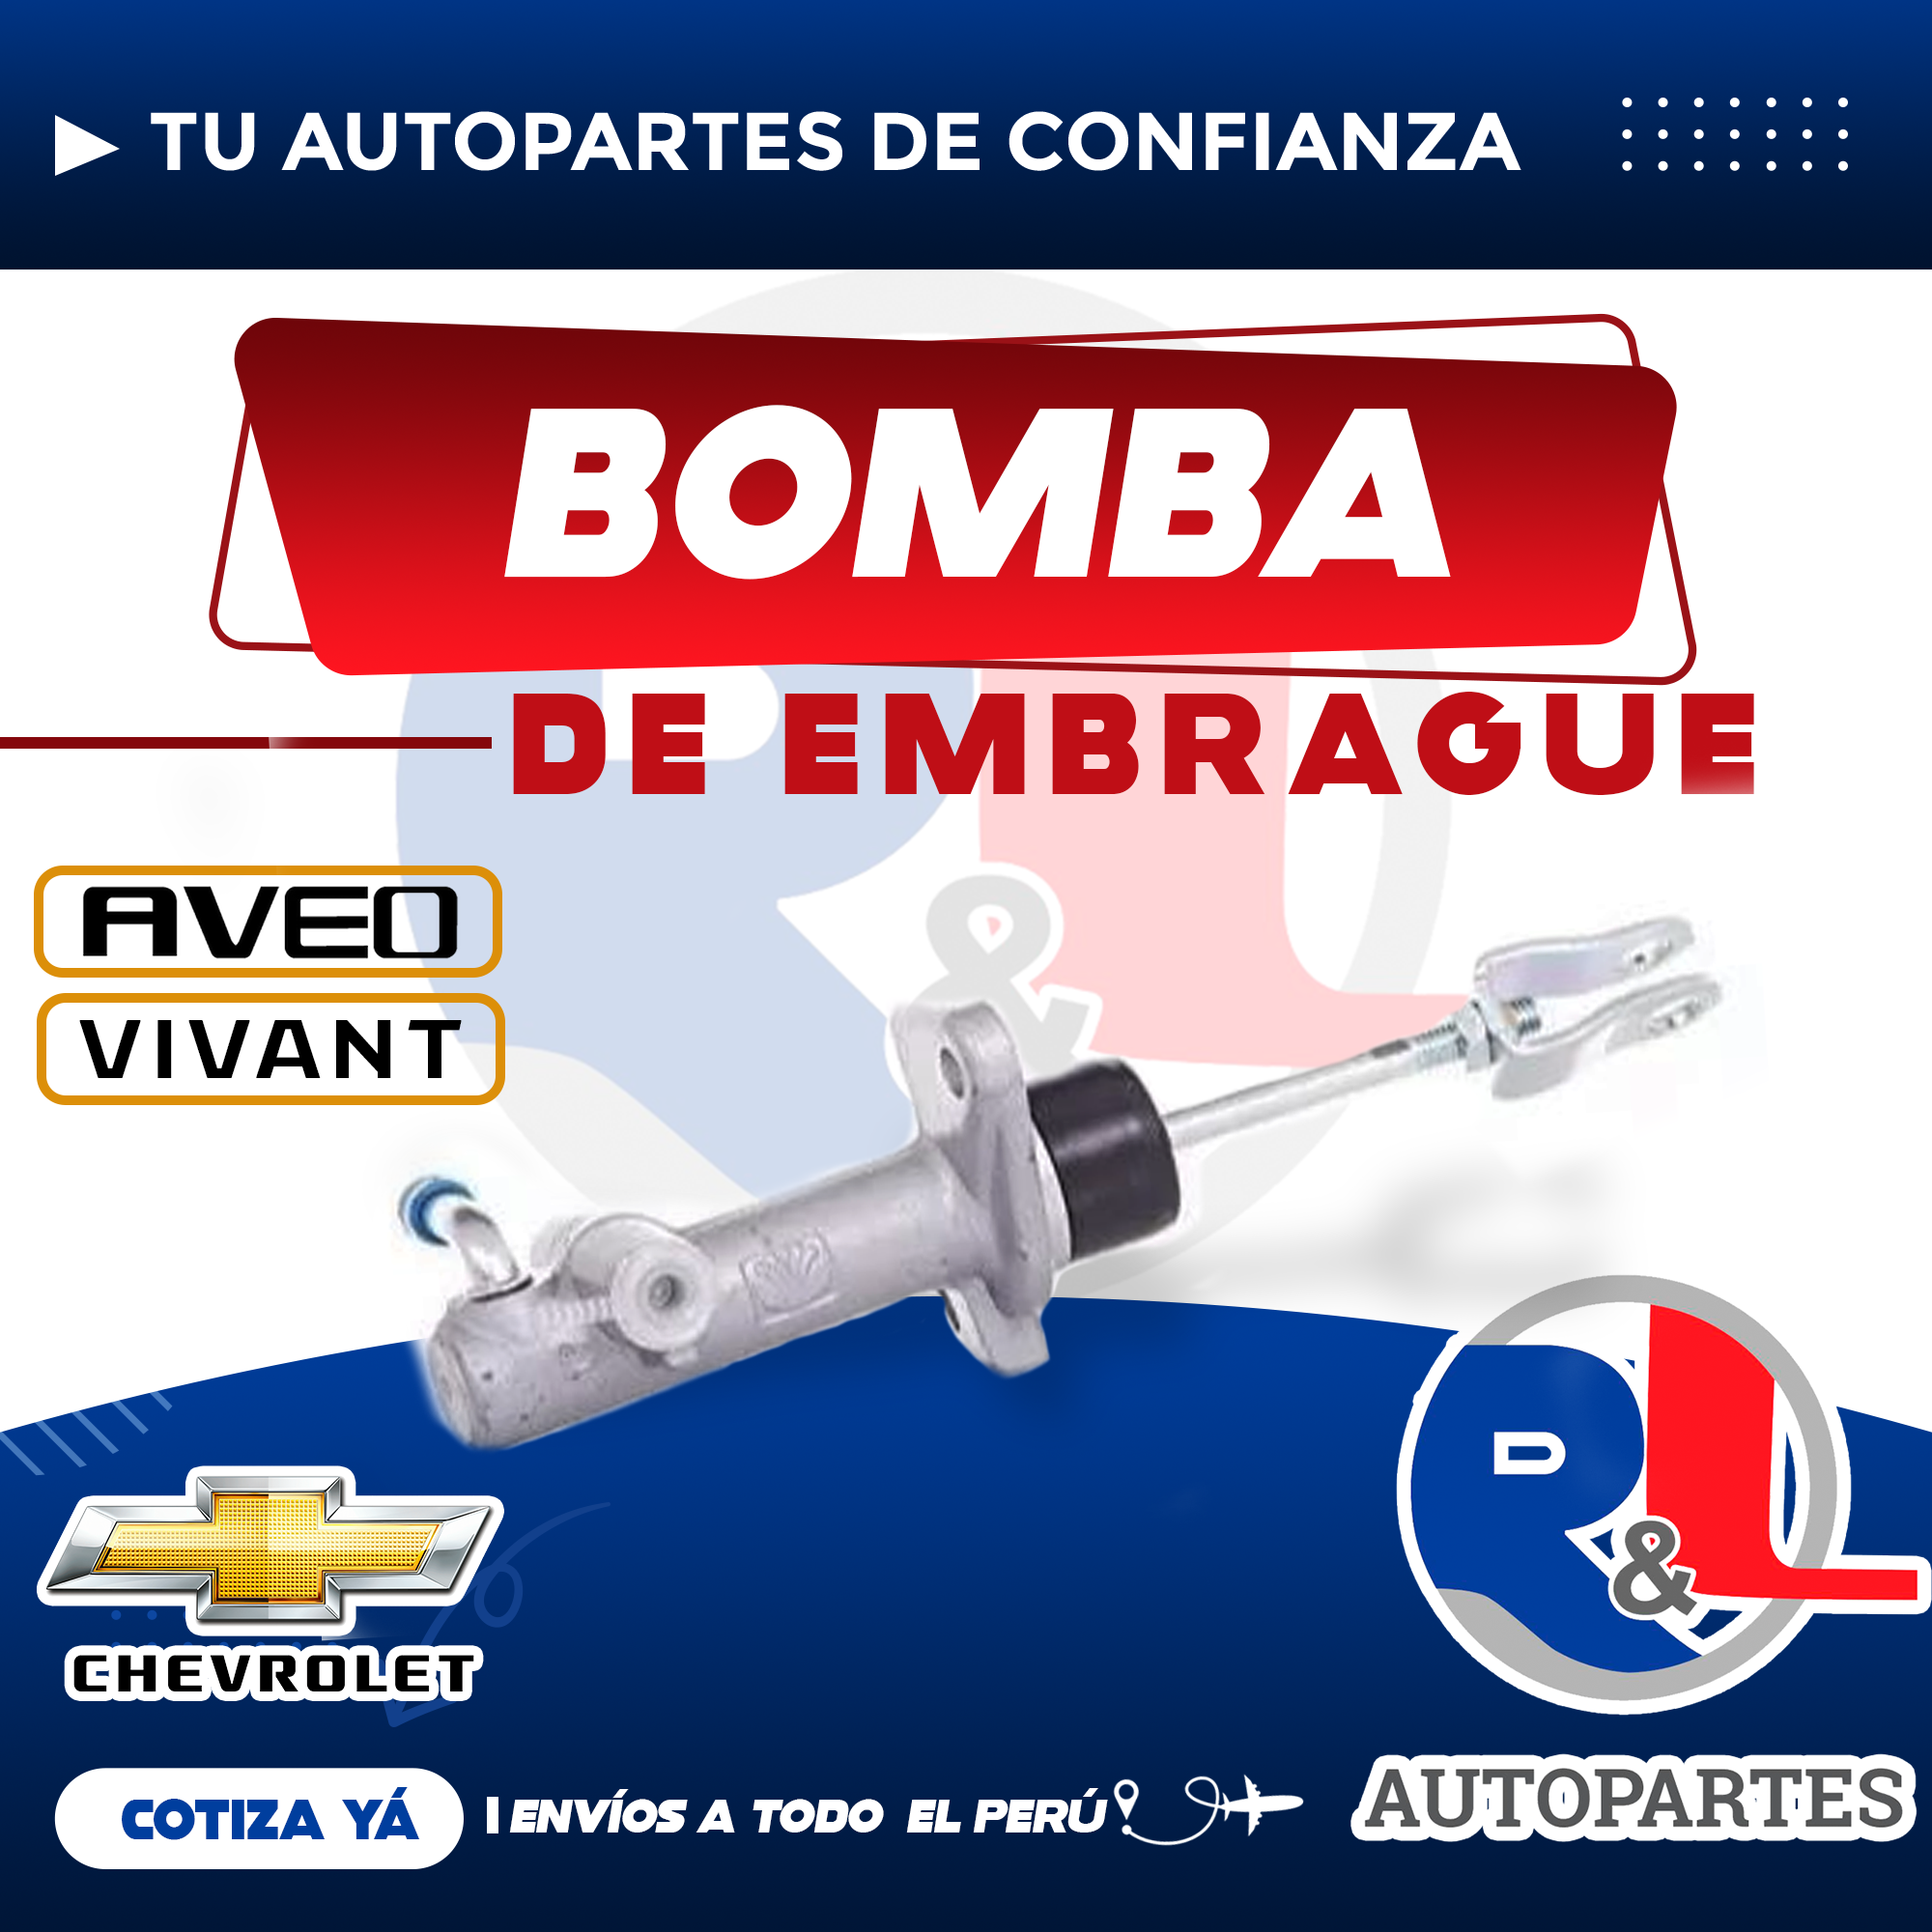 TU AUTOPARTES DE CONFIANZA
BOMBA
DE EMBRAGUE
AVEO
VIVANT
R&L
CHEVROLET
AUTOPARTES
COTIZA YÁ
ENVÍOS A TODO EL PERÚ